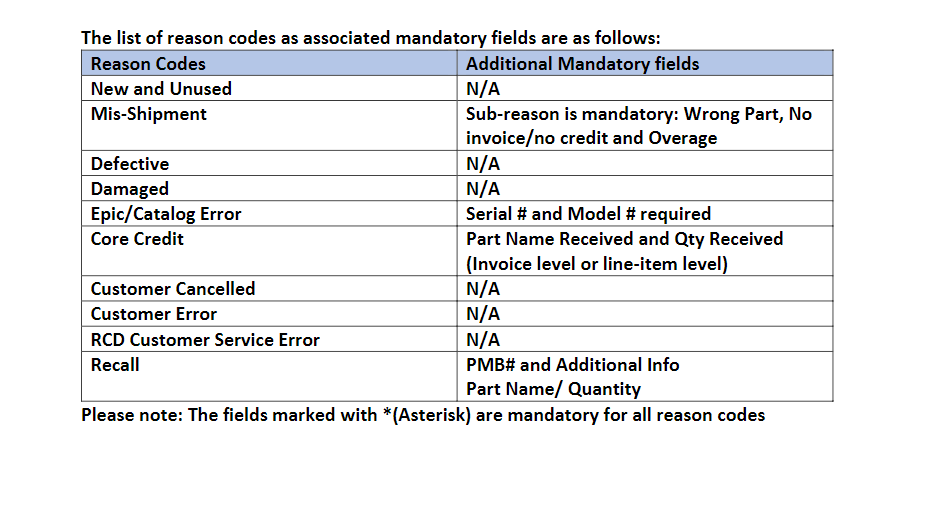 The list of reason codes as associated mandatory fields are as follows:
Reason Codes Additional Mandatory fields
New and Unused N/A
Mis-Shipment Sub-reason is mandatory: Wrong Part, No
invoice/no credit and Overage
Defective N/A
Damaged N/A
Epic/Catalog Error Serial # and Model # required
Core Credit Part Name Received and Qty Received
(Invoice level or line-item level)
Customer Cancelled N/A
Customer Error N/A
RCD Customer Service Error N/A
Recall PMB# and Additional Info
Part Name/ Quantity
Please note: The fields marked with *(Asterisk) are mandatory for all reason codes